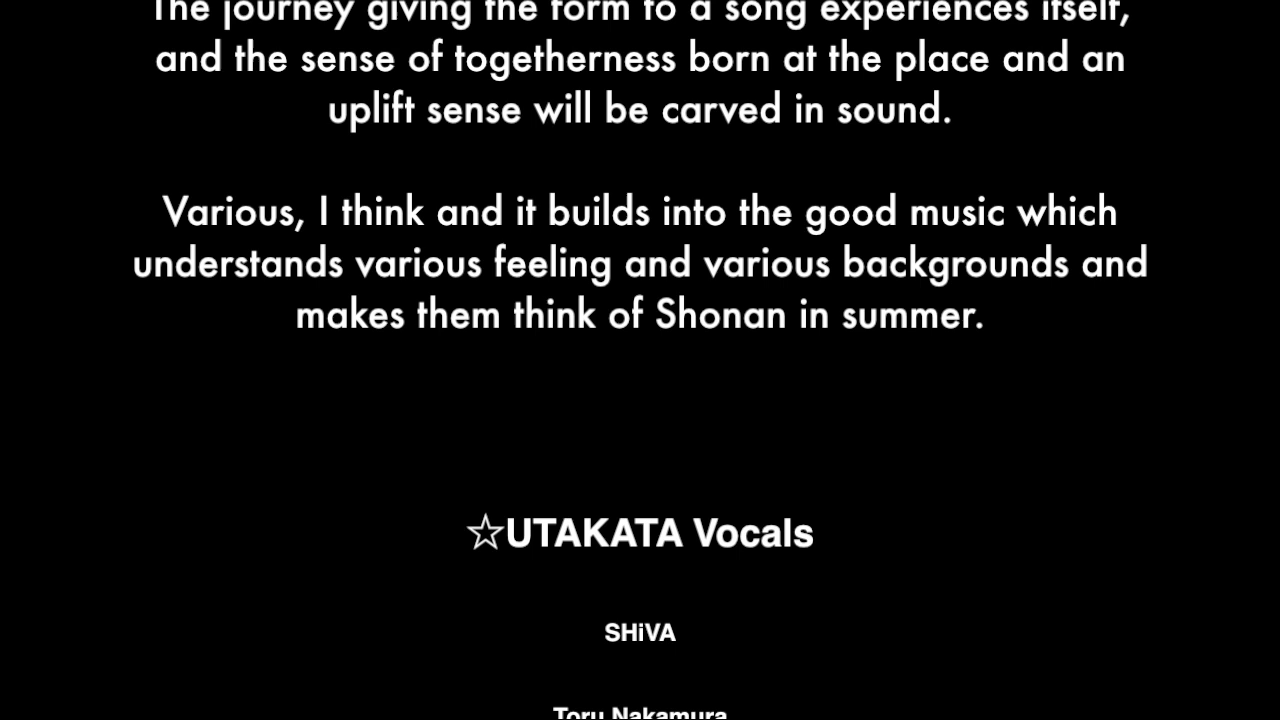 The journey giving the form to a song experiences itself,
and the sense of togetherness born at the place and an
uplift sense will be carved in sound.
Various, I think and it builds into the good music which
understands various feeling and various backgrounds and
makes them think of Shonan in summer.
☆UTAKATA Vocals
SHiVA
Toru Nakamura